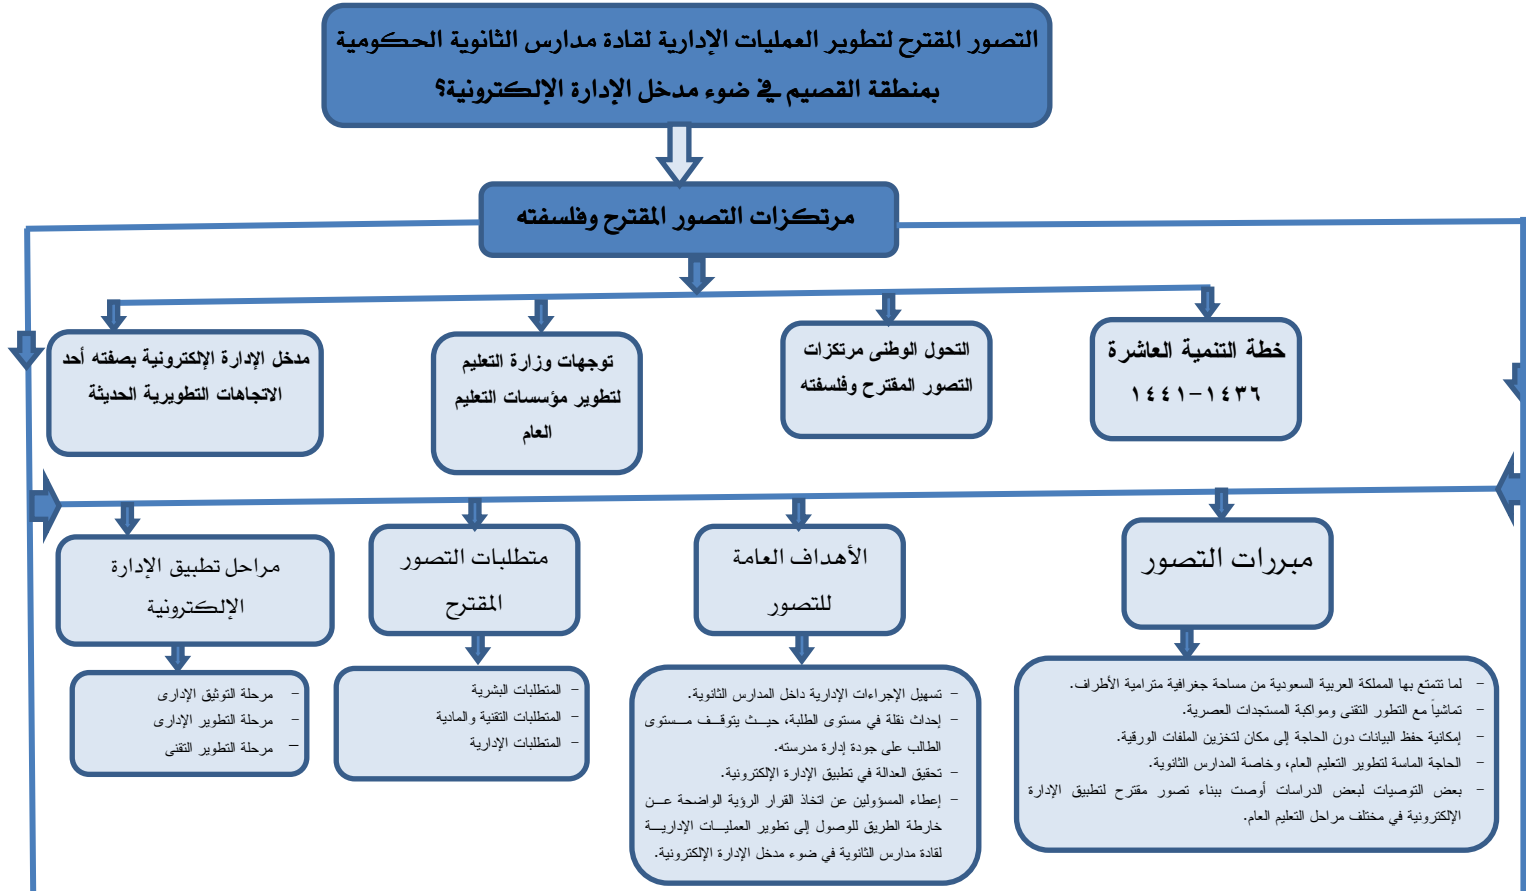 التصور المقترح لتطوير العمليات الإدارية لقادة مدارس الثانوية الحكومية
بمنطقة القصيم في ضوء مدخل الإدارة الإلكترونية؟
مرتكزات التصور المقترح وفلسفته
خطة التنمية العاشرة
١٤٣٦-١٤٤١
التحول الوطنى مرتكزات
التصور المقترح وفلسفته
توجهات وزارة التعليم
لتطوير مؤسسات التعليم
العام
مدخل الإدارة الإلكترونية بصفته أحد
الاتجاهات التطويرية الحديثة
مبررات التصور
الأهداف العامة
للتصور
متطلبات التصور
المقترح
مراحل تطبيق الإدارة
الإلكترونية
- لما تتمتع بها المملكة العربية السعودية من مساحة جغرافية مترامية الأطراف.
- تماشياً مع التطور التقنى ومواكبة المستجدات العصرية.
- إمكانية حفظ البيانات دون الحاجة إلى مكان لتخزين الملفات الورقية.
- الحاجة الماسة لتطوير التعليم العام، وخاصة المدارس الثانوية.
- بعض التوصيات لبعض الدراسات أوصت ببناء تصور مقترح لتطبيق الإدارة
الإلكترونية في مختلف مراحل التعليم العام.
- تسهيل الإجراءات الإدارية داخل المدارس الثانوية.
- إحداث نقلة في مستوى الطلبة، حيث يتوقف مستوى
الطالب على جودة إدارة مدرسته.
- تحقيق العدالة في تطبيق الإدارة الإلكترونية.
- إعطاء المسؤولين عن اتخاذ القرار الرؤية الواضحة عن
خارطة الطريق للوصول إلى تطوير العمليات الإدارية
لقادة مدارس الثانوية في ضوء مدخل الإدارة الإلكترونية.
- المتطلبات البشرية
- المتطلبات التقنية والمادية
- المتطلبات الإدارية
- مرحلة التوثيق الإدارى
- مرحلة التطوير الإدارى
- مرحلة التطوير التقنى